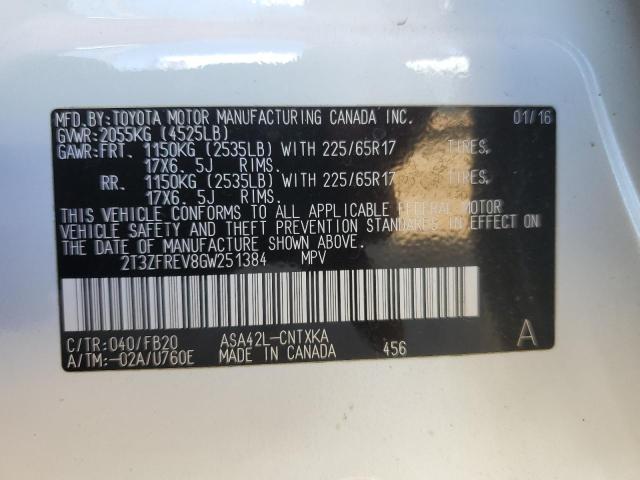 MFD.BY:TOYOTA MOTOR MANUFACTURING CANADA INC. 01/16
GVWR:2055KG (4525LB)
GAWR:FRT. 1150KG (2535LB) WITH 225/65R17 TIRES,
17X6. 5J RIMS.
RR. 1150KG (2535LB) WITH 225/65R17 TIRES,
17X6. 5J RIMS.
THIS VEHICLE CONFORMS TO ALL APPLICABLE FEDERAL MOTOR
VEHICLE SAFETY AND THEFT PREVENTION STANDARDS IN EFFECT ON
THE DATE OF MANUFACTURE SHOWN ABOVE.
2T3ZFREV8GW251384 MPV
C/TR:040/FB20 ASA42L-CNTXKA
A/TM:-02A/U760E MADE IN CANADA 456 A